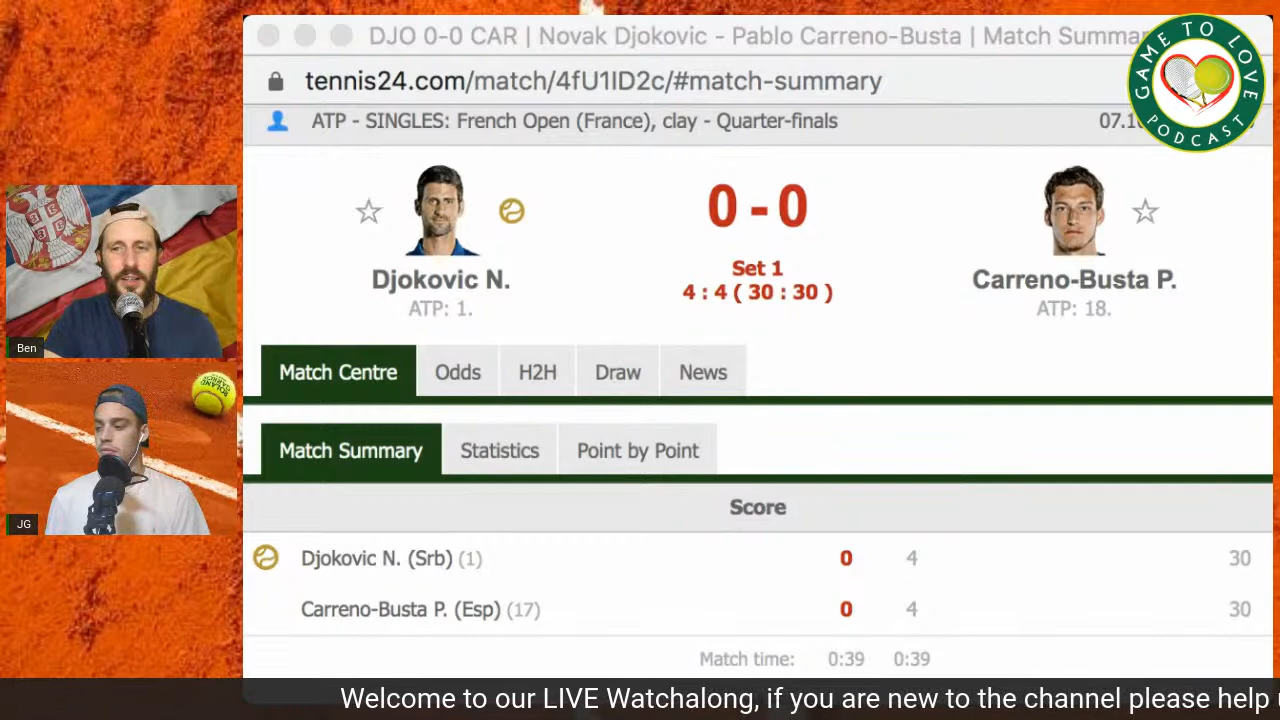 DJO 0-0 CAR | Novak Djokovic - Pablo Carreno-Busta | Match Summar
tennis24.com/match/4fU1lD2c/#match-summary
ATP - SINGLES: French Open (France), clay - Quarter-finals
GAME TO LOVE
PODCAST
0 - 0
Set 1
4 : 4 ( 30 : 30 )
Djokovic N.
Carreno-Busta P.
ATP: 1.
ATP: 18.
Ben
Match Centre Odds H2H Draw News
ROLAND GARROS
Match Summary Statistics Point by Point
Score
JG
Djokovic N. (Srb) (1) 0 4 30
Carreno-Busta P. (Esp) (17) 0 4 30
Match time: 0:39 0:39
Welcome to our LIVE Watchalong, if you are new to the channel please help